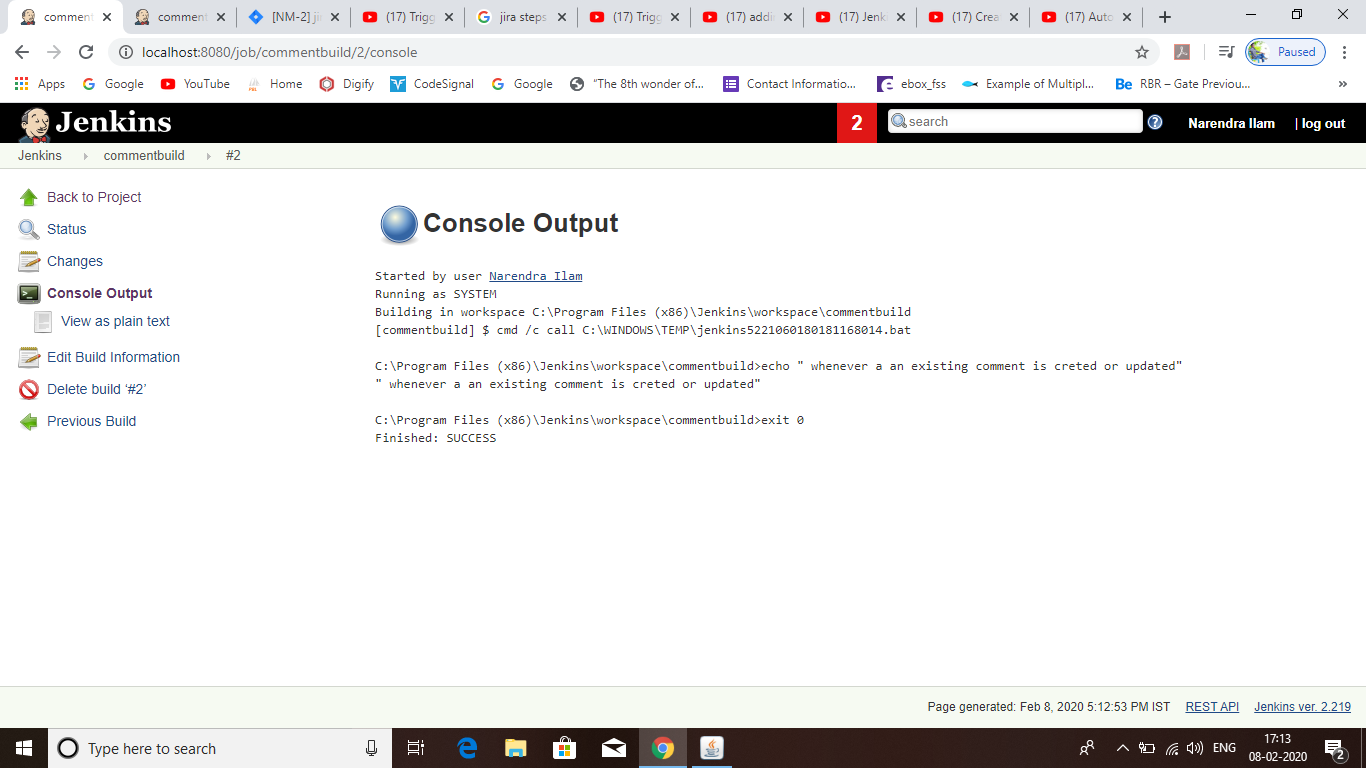 comment
comment
[NM-2] ji
(17) Trigg
jira steps
(17) Trigg
(17) addi
(17) Jenk
(17) Crea
(17) Auto
localhost:8080/job/commentbuild/2/console
Paused
Apps
Google
YouTube
Home
Digify
CodeSignal
Google
"The 8th wonder of...
Contact Informatio...
ebox_fss
Example of Multipl...
Be RBR – Gate Previou...
»
Jenkins
2
search
Narendra Ilam
| log out
Jenkins
commentbuild
#2
Back to Project
Status
Changes
Console Output
View as plain text
Edit Build Information
Delete build ‘#2’
Previous Build
Console Output
Started by user Narendra Ilam
Running as SYSTEM
Building in workspace C:\Program Files (x86)\Jenkins\workspace\commentbuild
[commentbuild] $ cmd /c call C:\WINDOWS\TEMP\jenkins5221060180181168014.bat
C:\Program Files (x86)\Jenkins\workspace\commentbuild>echo " whenever a an existing comment is creted or updated"
" whenever a an existing comment is creted or updated"
C:\Program Files (x86)\Jenkins\workspace\commentbuild>exit 0
Finished: SUCCESS
Page generated: Feb 8, 2020 5:12:53 PM IST
REST API
Jenkins ver. 2.219
Type here to search
ENG
17:13
08-02-2020
2